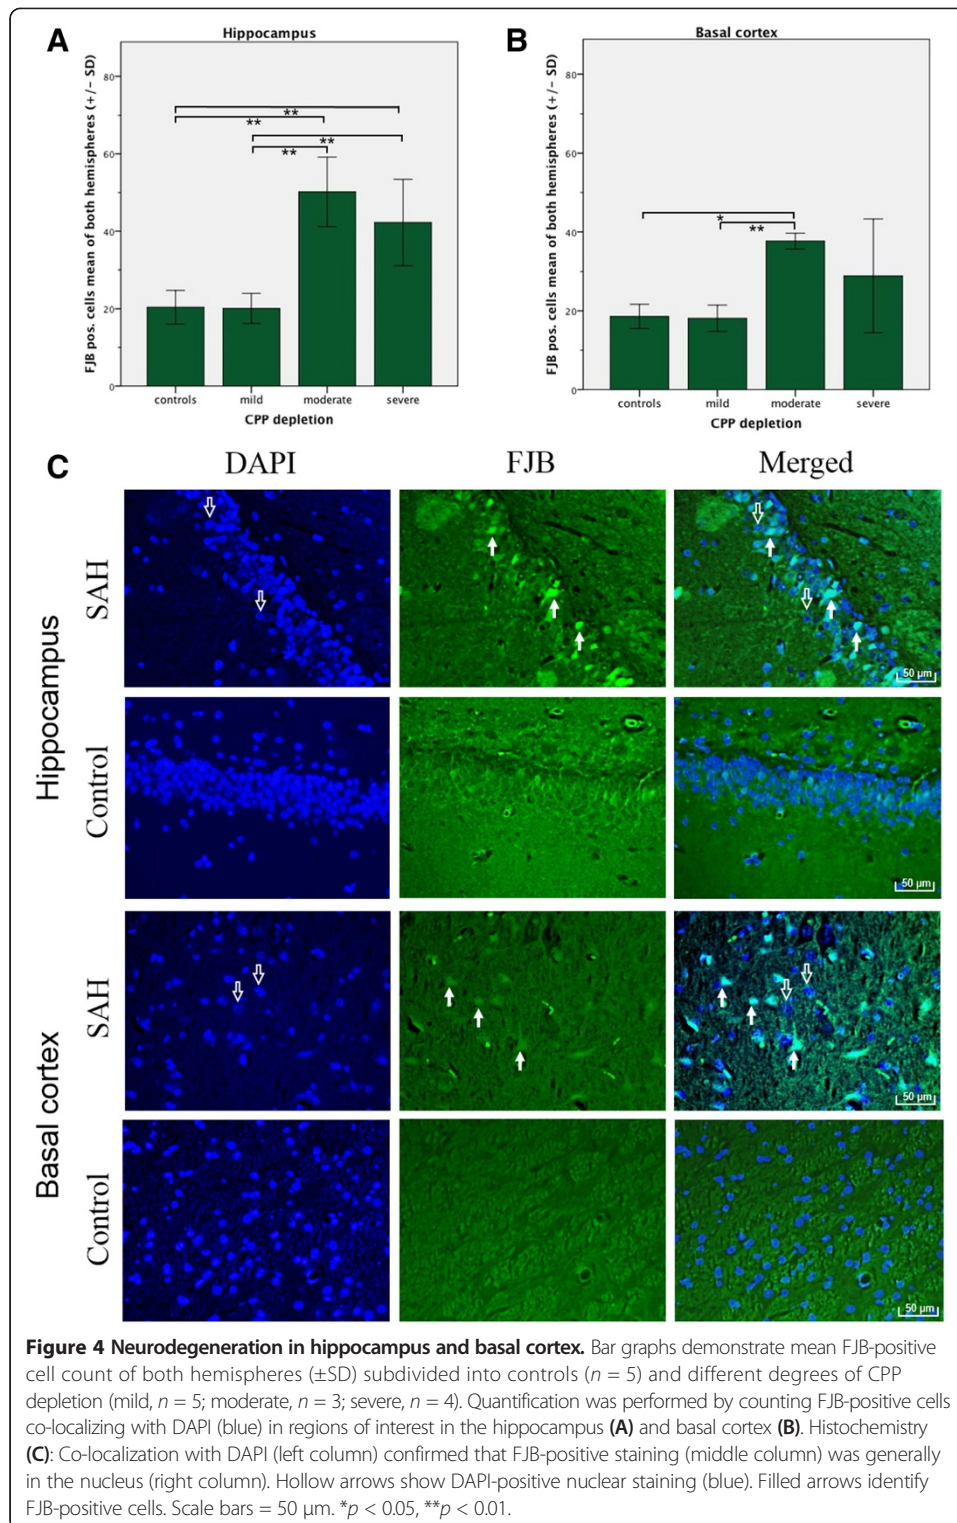 A
Hippocampus
FJB pos. cells mean of both hemispheres (+/- SD)
80
60
40
20
0
**
**
**
**
controls mild moderate severe
CPP depletion
B
Basal cortex
FJB pos. cells mean of both hemispheres (+/- SD)
80
60
40
20
0
*
**
controls mild moderate severe
CPP depletion
C
DAPI FJB Merged
Hippocampus
SAH
50 µm
Control
50 µm
Basal cortex
SAH
50 µm
Control
50 µm
Figure 4 Neurodegeneration in hippocampus and basal cortex. Bar graphs demonstrate mean FJB-positive
cell count of both hemispheres (±SD) subdivided into controls (n = 5) and different degrees of CPP
depletion (mild, n = 5; moderate, n = 3; severe, n = 4). Quantification was performed by counting FJB-positive cells
co-localizing with DAPI (blue) in regions of interest in the hippocampus (A) and basal cortex (B). Histochemistry
(C): Co-localization with DAPI (left column) confirmed that FJB-positive staining (middle column) was generally
in the nucleus (right column). Hollow arrows show DAPI-positive nuclear staining (blue). Filled arrows identify
FJB-positive cells. Scale bars = 50 µm. *p < 0.05, **p < 0.01.